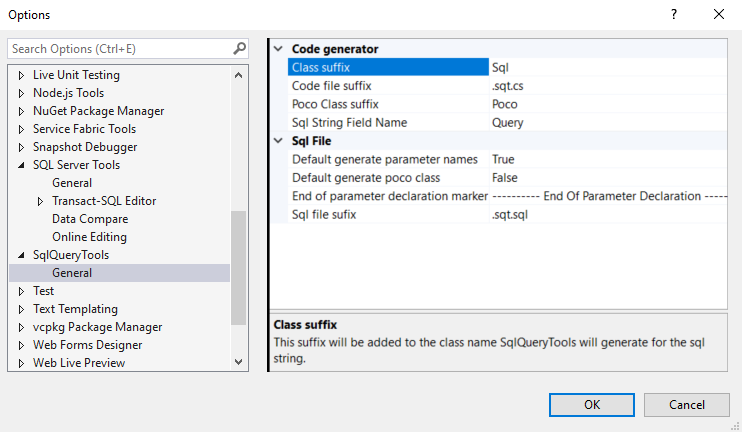 Options
?
Search Options (Ctrl+E)
Live Unit Testing
Node.js Tools
NuGet Package Manager
Service Fabric Tools
Snapshot Debugger
SQL Server Tools
General
Transact-SQL Editor
Data Compare
Online Editing
SqlQueryTools
General
Test
Text Templating
vcpkg Package Manager
Web Forms Designer
Web Live Preview
Code generator
Class suffix Sql
Code file suffix .sqt.cs
Poco Class suffix Poco
Sql String Field Name Query
Sql File
Default generate parameter names True
Default generate poco class False
End of parameter declaration marker ---------- End Of Parameter Declaration -----
Sql file sufix .sqt.sql
Class suffix
This suffix will be added to the class name SqlQueryTools will generate for the sql
string.
OK Cancel